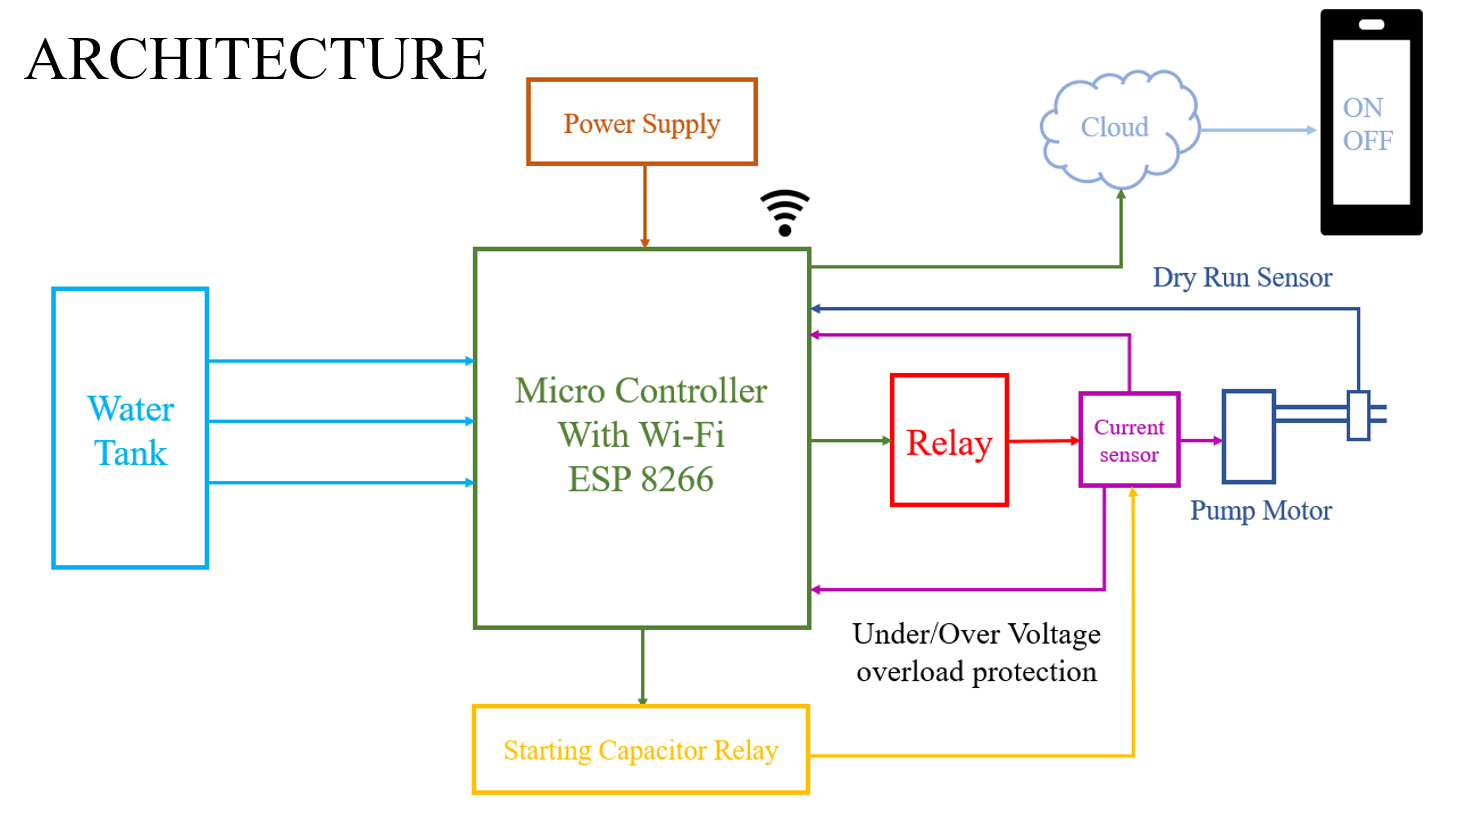 ARCHITECTURE
Power Supply
Cloud
ON
OFF
Dry Run Sensor
Water
Tank
Micro Controller
With Wi-Fi
ESP 8266
Relay
Current
sensor
Pump Motor
Under/Over Voltage
overload protection
Starting Capacitor Relay